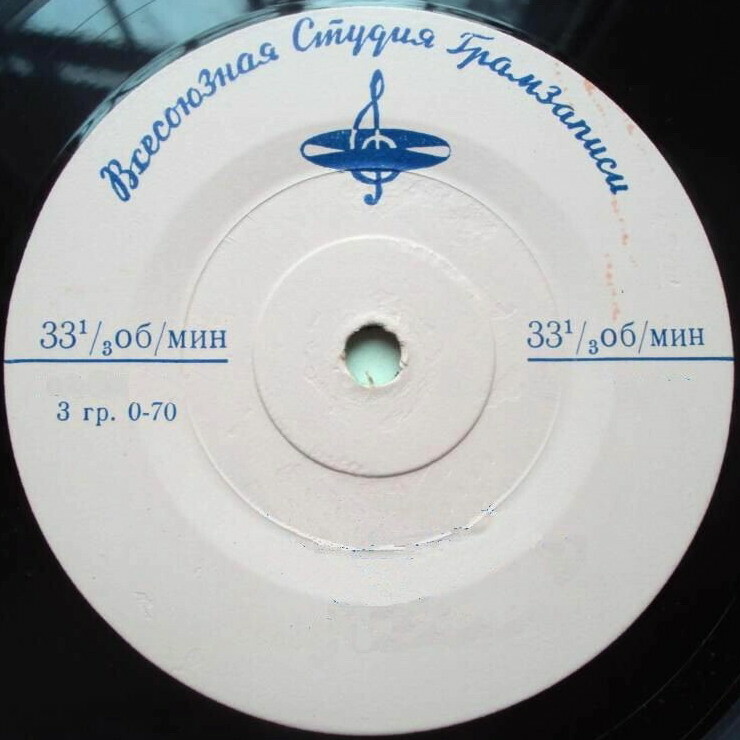 Всесоюзная Студия Грамзаписи
33¹/₃об/мин 33¹/₃об/мин
3 гр. 0-70